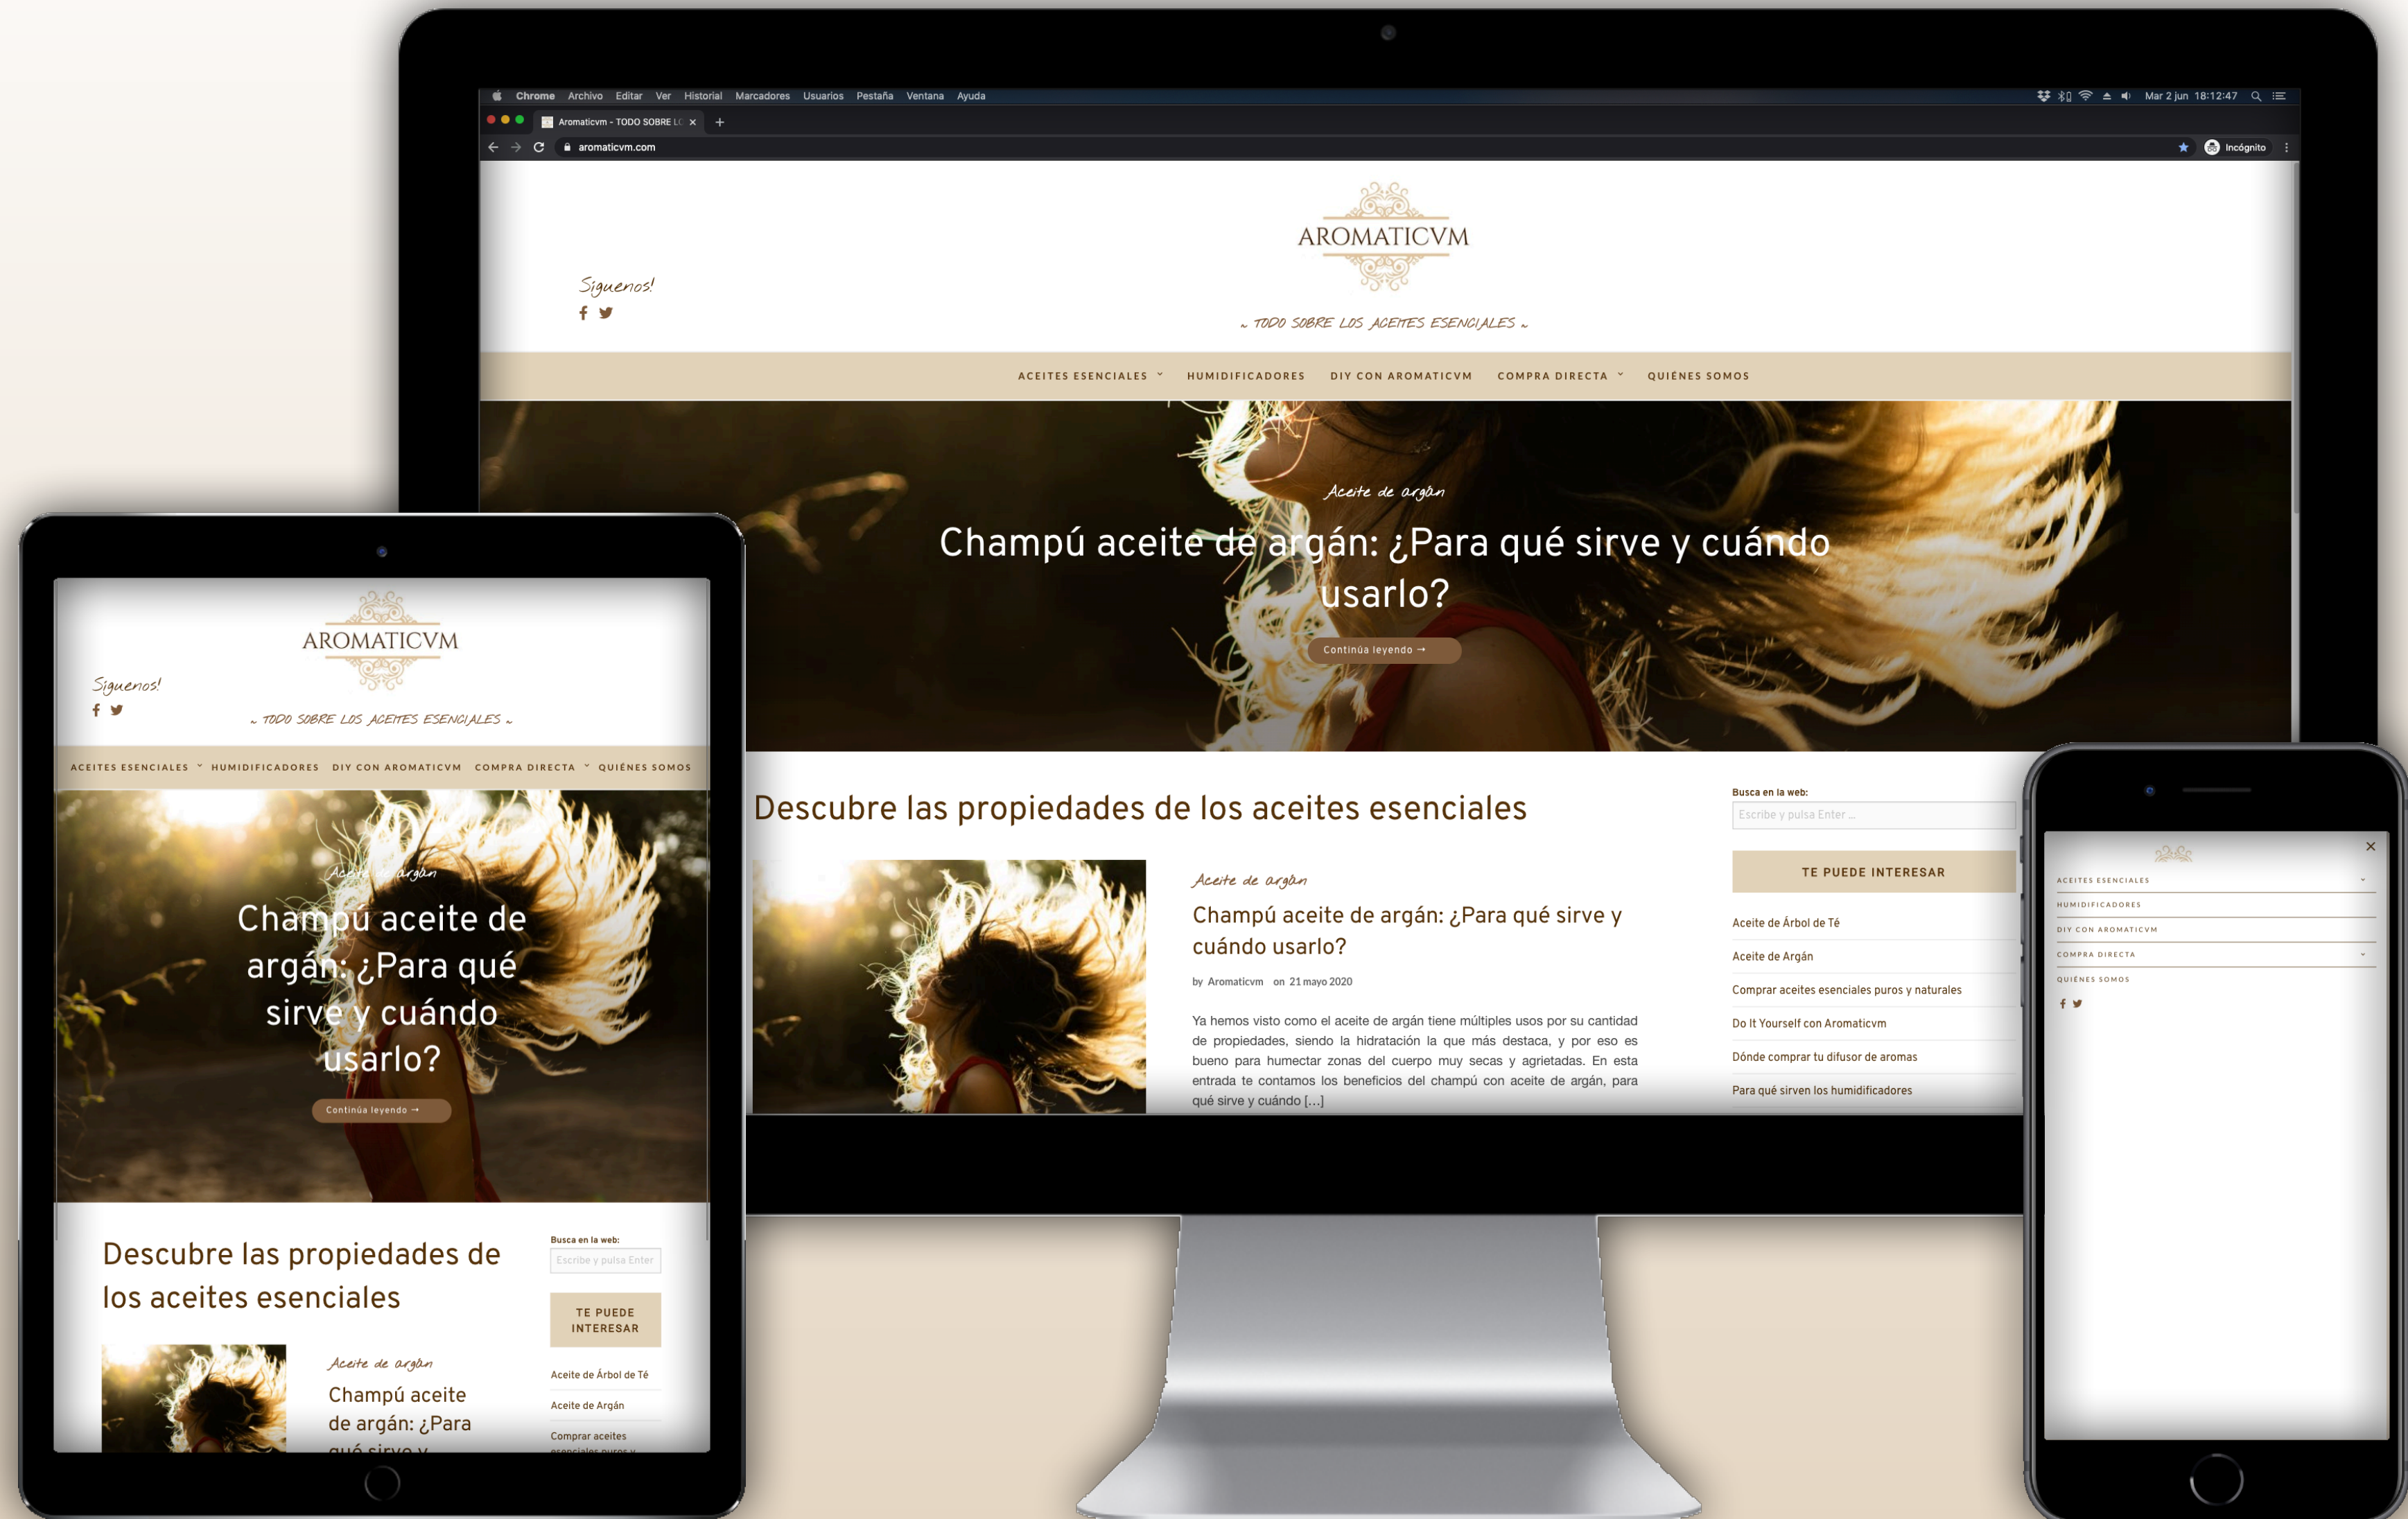 Chrome Archivo Editar Ver Historial Marcadores Usuarios Pestaña Ventana Ayuda
Mar 2 jun 18:12:47
Aromaticvm - TODO SOBRE LO
aromaticvm.com
Incógnito
AROMATICVM
Síguenos!
~ TODO SOBRE LOS ACEITES ESENCIALES ~
ACEITES ESENCIALES HUMIDIFICADORES DIY CON AROMATICVM COMPRA DIRECTA QUIÉNES SOMOS
Aceite de argán
Champú aceite de argán: ¿Para qué sirve y cuándo
usarlo?
Continúa leyendo →
Descubre las propiedades de los aceites esenciales
Aceite de argán
Champú aceite de argán: ¿Para qué sirve y
cuándo usarlo?
by Aromaticvm on 21 mayo 2020
Ya hemos visto como el aceite de argán tiene múltiples usos por su cantidad
de propiedades, siendo la hidratación la que más destaca, y por eso es
bueno para humectar zonas del cuerpo muy secas y agrietadas. En esta
entrada te contamos los beneficios del champú con aceite de argán, para
qué sirve y cuándo […]
Busca en la web:
Escribe y pulsa Enter ...
TE PUEDE INTERESAR
Aceite de Árbol de Té
Aceite de Argán
Comprar aceites esenciales puros y naturales
Do It Yourself con Aromaticvm
Dónde comprar tu difusor de aromas
Para qué sirven los humidificadores
AROMATICVM
Síguenos!
~ TODO SOBRE LOS ACEITES ESENCIALES ~
ACEITES ESENCIALES HUMIDIFICADORES DIY CON AROMATICVM COMPRA DIRECTA QUIÉNES SOMOS
Aceite de argán
Champú aceite de
argán: ¿Para qué
sirve y cuándo
usarlo?
Continúa leyendo →
Descubre las propiedades de
los aceites esenciales
Aceite de argán
Champú aceite
de argán: ¿Para
qué sirve y
Busca en la web:
Escribe y pulsa Enter
TE PUEDE
INTERESAR
Aceite de Árbol de Té
Aceite de Argán
Comprar aceites
esenciales puros y
ACEITES ESENCIALES
HUMIDIFICADORES
DIY CON AROMATICVM
COMPRA DIRECTA
QUIÉNES SOMOS